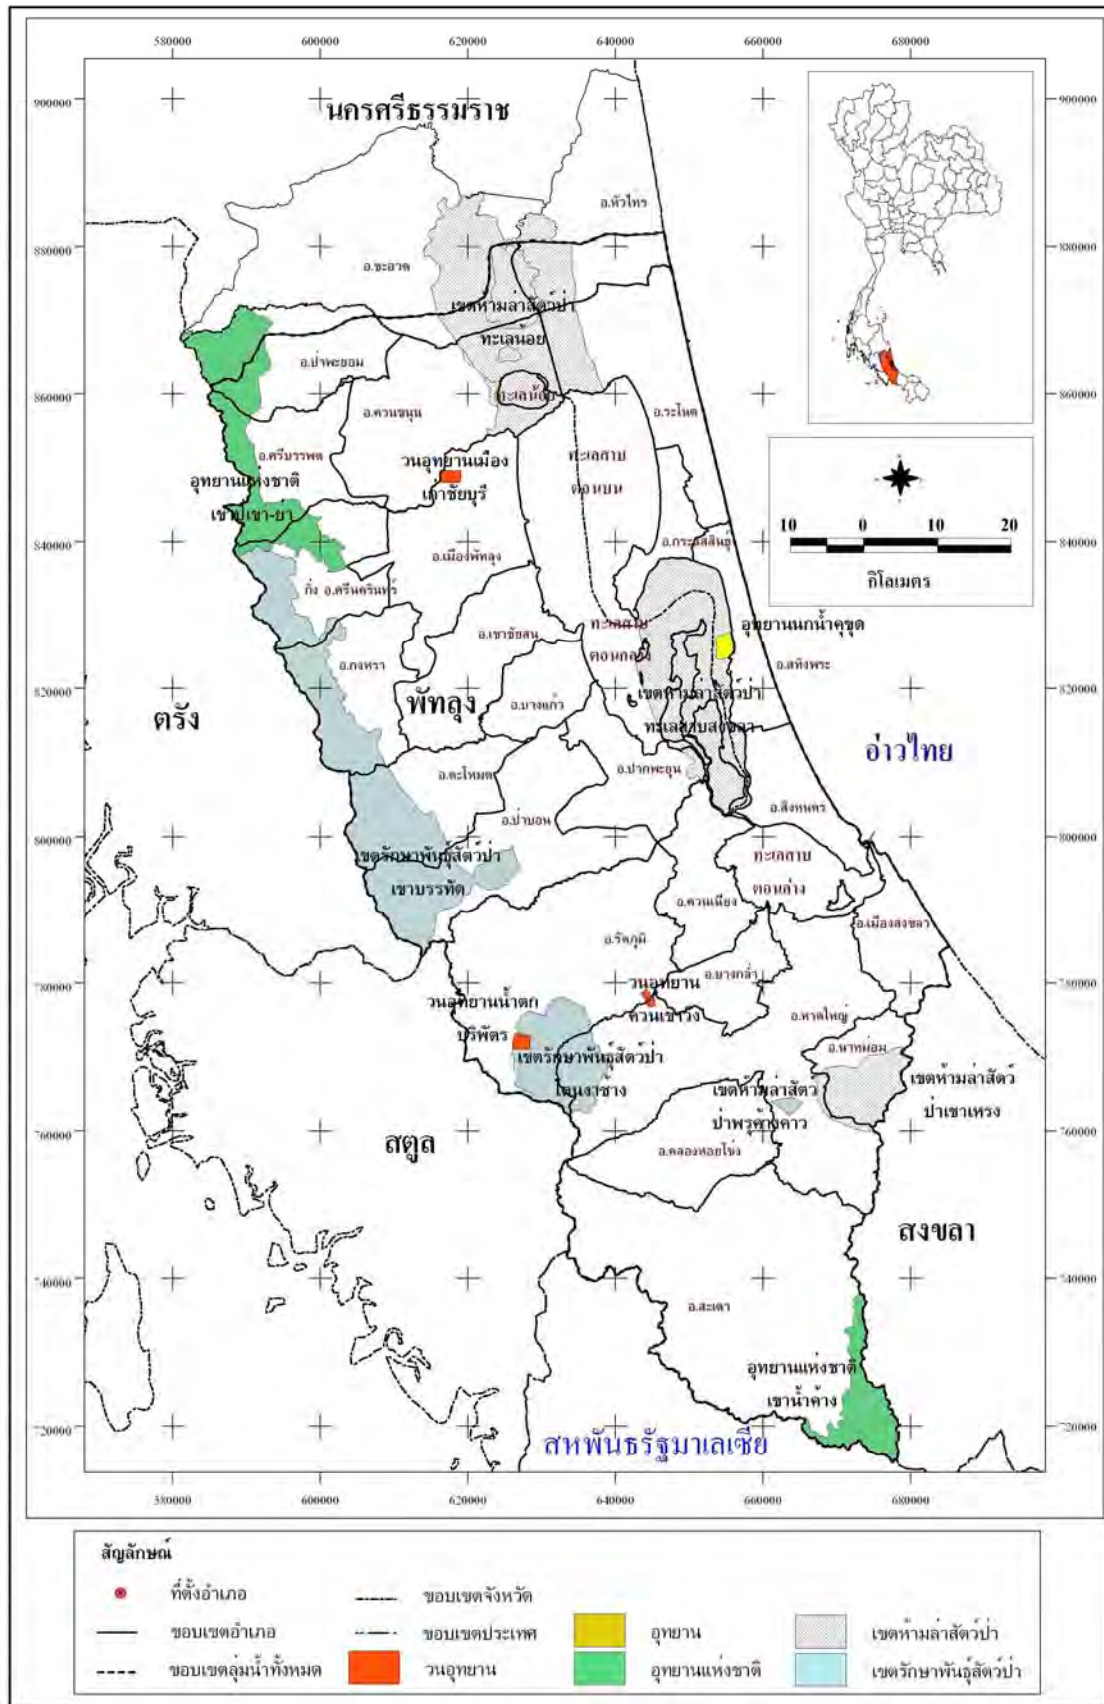 580000 600000 620000 640000 660000 680000
900000 900000
นครศรีธรรมราช
อ.หัวไทร
880000 880000
อ.ชะอวด
เขตห้ามล่าสัตว์ป่า
ทะเลน้อย
อ.ป่าพะยอม
860000 860000
ทะเลน้อย
อ.ควนขนุน
อ.ระโนด
อ.ศรีบรรพต
วนอุทยานเมือง
เก่าชัยบุรี
ทะเลสาบ
ตอนบน
อุทยานแห่งชาติ
เขาปู่เขา-ย่า
10 0 10 20
กิโลเมตร
840000 840000
อ.เมืองพัทลุง
อ.กระแสสินธุ์
กิ่ง อ.ศรีนครินทร์
อุทยานนกน้ำคูขุด
ทะเลสาบ
ตอนกลาง
อ.เขาชัยสน
อ.กงหรา
อ.สทิงพระ
820000 820000
เขตห้ามล่าสัตว์ป่า
ทะเลสาบสงขลา
พัทลุง
อ.บางแก้ว
ตรัง
อ่าวไทย
อ.ตะโหมด
อ.ปากพะยูน
อ.ป่าบอน
อ.สิงหนคร
800000 800000
เขตรักษาพันธุ์สัตว์ป่า
เขาบรรทัด
ทะเลสาบ
ตอนล่าง
อ.ควนเนียง
อ.เมืองสงขลา
อ.รัตภูมิ
อ.บางกล่ำ
780000 780000
วนอุทยาน
ควนเขาวัง
วนอุทยานน้ำตก
บริพัตร
อ.หาดใหญ่
อ.นาหม่อม
เขตรักษาพันธุ์สัตว์ป่า
โตนงาช้าง
เขตห้ามล่าสัตว์
ป่าเขาเหรง
เขตห้ามล่าสัตว์
ป่าพรุค้างคาว
760000 760000
สตูล
อ.คลองหอยโข่ง
สงขลา
740000 740000
อ.สะเดา
อุทยานแห่งชาติ
เขาน้ำค้าง
720000 720000
สหพันธรัฐมาเลเซีย
580000 600000 620000 640000 660000 680000
สัญลักษณ์
ที่ตั้งอำเภอ ขอบเขตจังหวัด
ขอบเขตอำเภอ ขอบเขตประเทศ อุทยาน เขตห้ามล่าสัตว์ป่า
ขอบเขตลุ่มน้ำทั้งหมด วนอุทยาน อุทยานแห่งชาติ เขตรักษาพันธุ์สัตว์ป่า